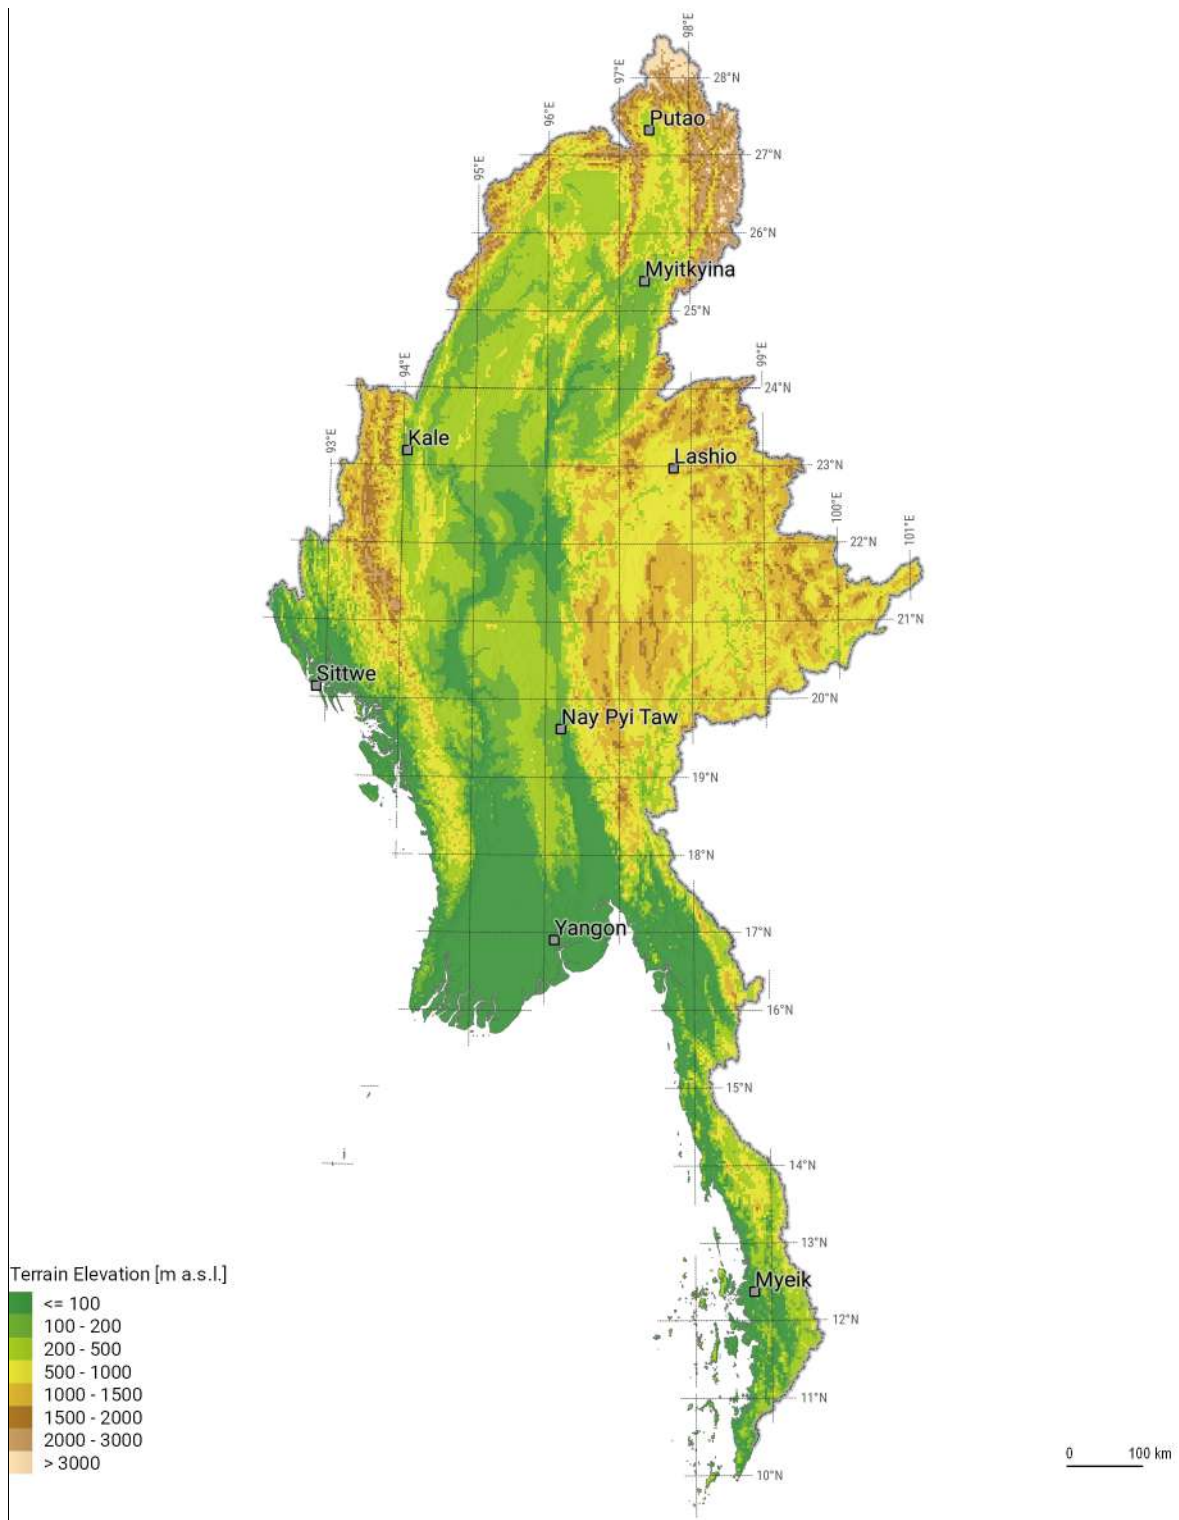 98°E
28°N
97°E
Putao
96°E
27°N
95°E
26°N
Myitkyina
25°N
94°E
99°E
24°N
Kale
93°E
Lashio
23°N
100°E
101°E
22°N
21°N
Sittwe
20°N
Nay Pyi Taw
19°N
18°N
Yangon
17°N
16°N
15°N
14°N
13°N
Terrain Elevation [m a.s.l.]
Myeik
<= 100
100 - 200
12°N
200 - 500
500 - 1000
1000 - 1500
11°N
1500 - 2000
2000 - 3000
0 100 km
> 3000
10°N